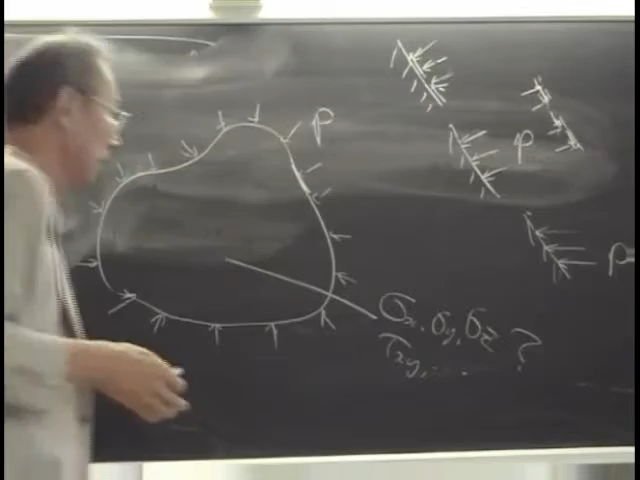 p
p
p=
σx, σy, σz ?
τxy, ....